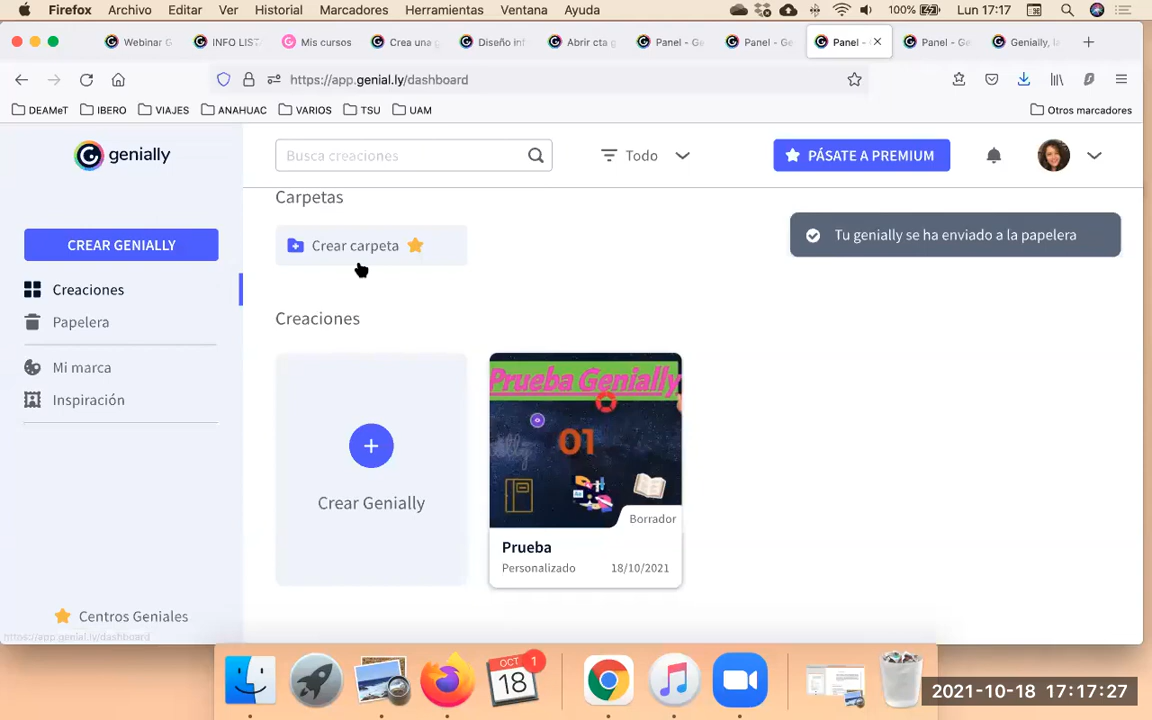 Firefox Archivo Editar Ver Historial Marcadores Herramientas Ventana Ayuda 100% Lun 17:17
Webinar G INFO LIST Mis cursos Crea una g Diseño inf Abrir cta g Panel - Ge Panel - Ge Panel - G Panel - Ge Genially, la
https://app.genial.ly/dashboard
DEAMeT IBERO VIAJES ANAHUAC VARIOS TSU UAM Otros marcadores
genially
Busca creaciones
Todo
PÁSATE A PREMIUM
Carpetas
Tu genially se ha enviado a la papelera
CREAR GENIALLY
Crear carpeta
Creaciones
Papelera
Mi marca
Inspiración
Creaciones
Prueba Genially
01
Crear Genially
Borrador
Prueba
Personalizado 18/10/2021
Centros Geniales
https://app.genial.ly/dashboard
OCT 1
18
2021-10-18 17:17:27